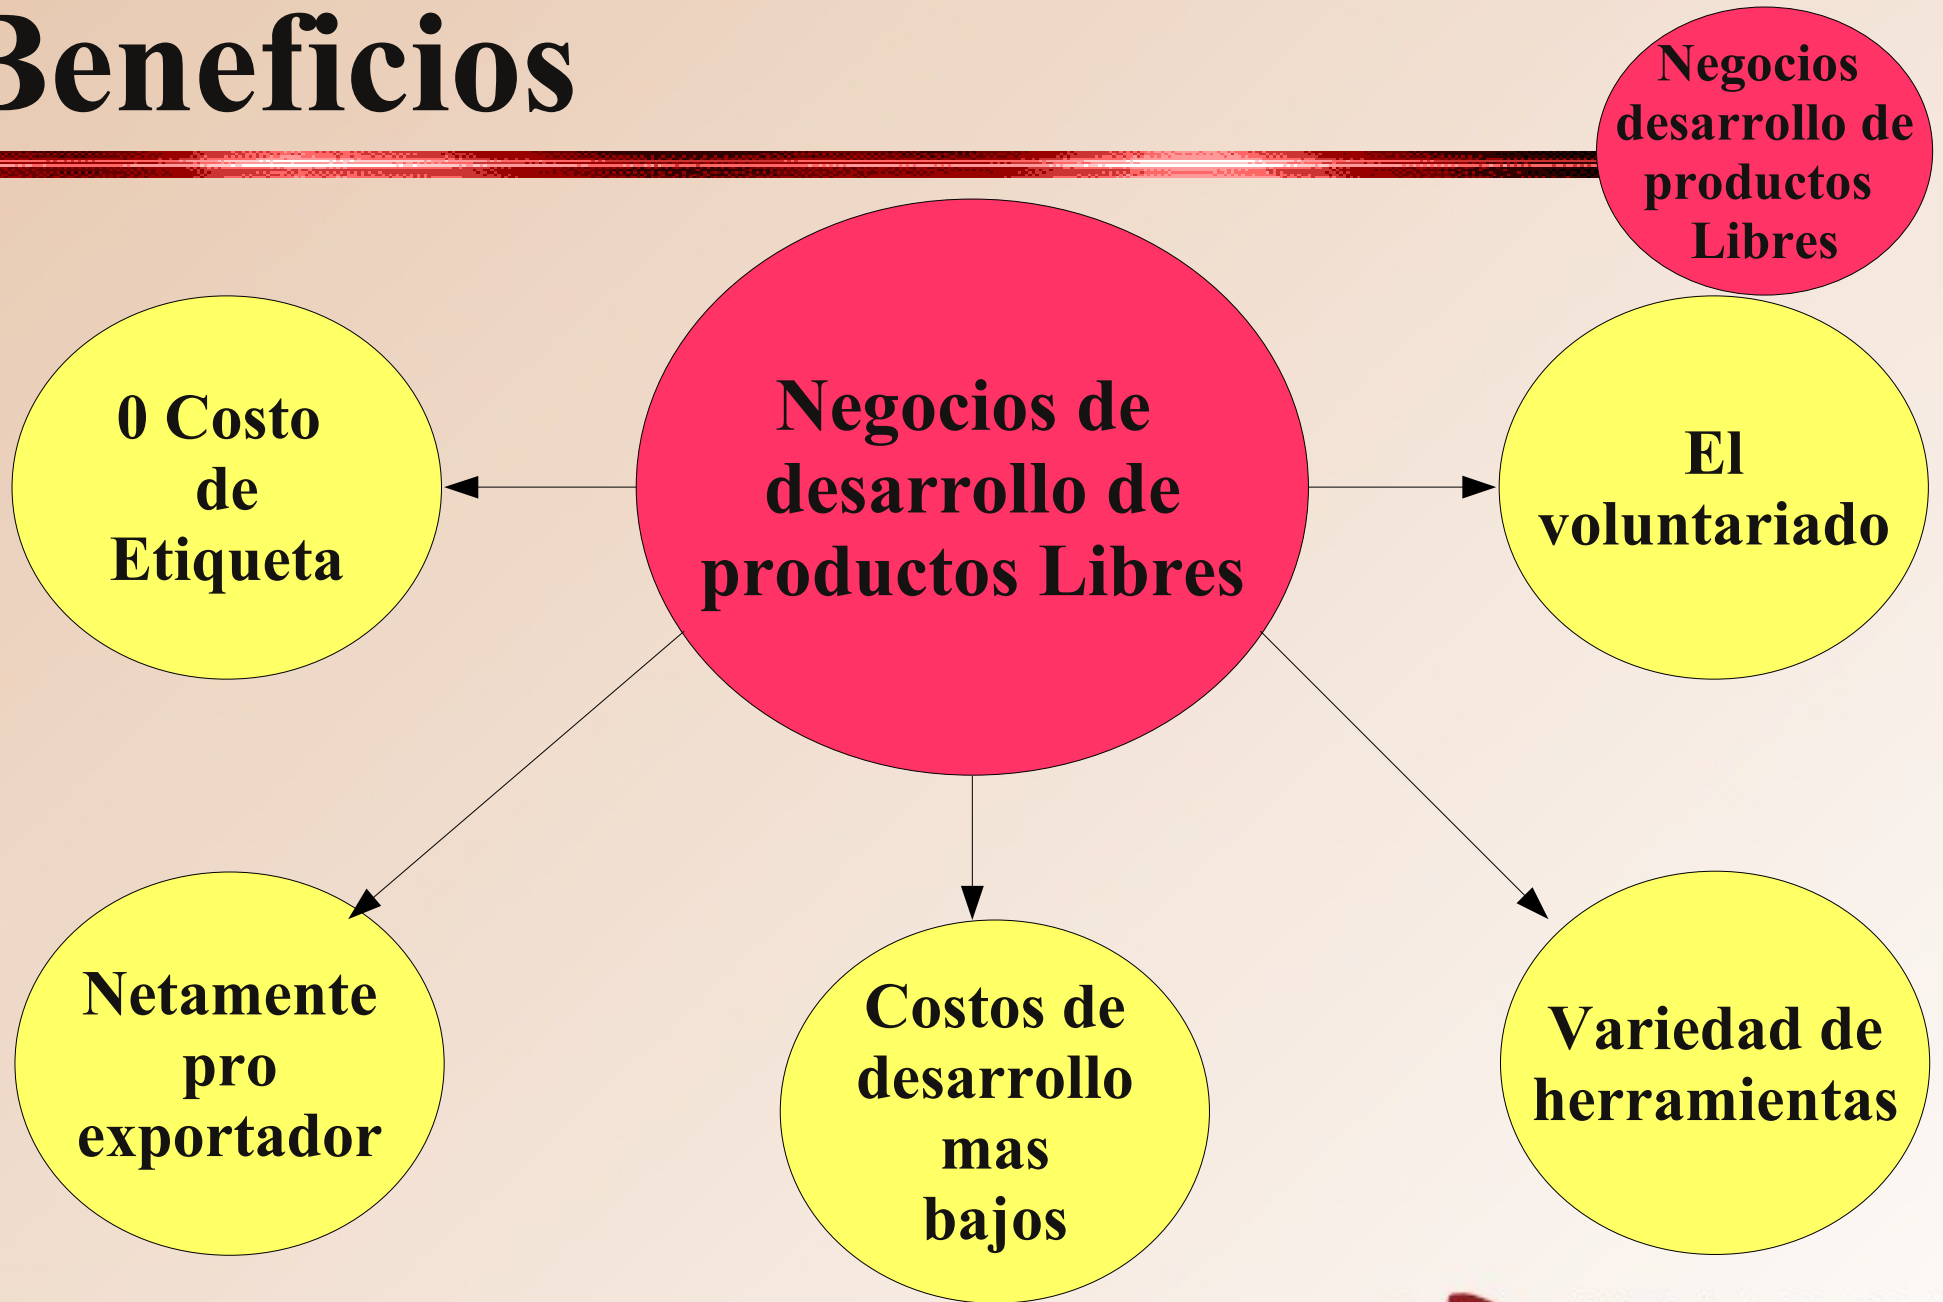 Beneficios
Negocios
desarrollo de
productos
Libres
Negocios de
desarrollo de
productos Libres
0 Costo
de
Etiqueta
El
voluntariado
Netamente
pro
exportador
Costos de
desarrollo
mas
bajos
Variedad de
herramientas